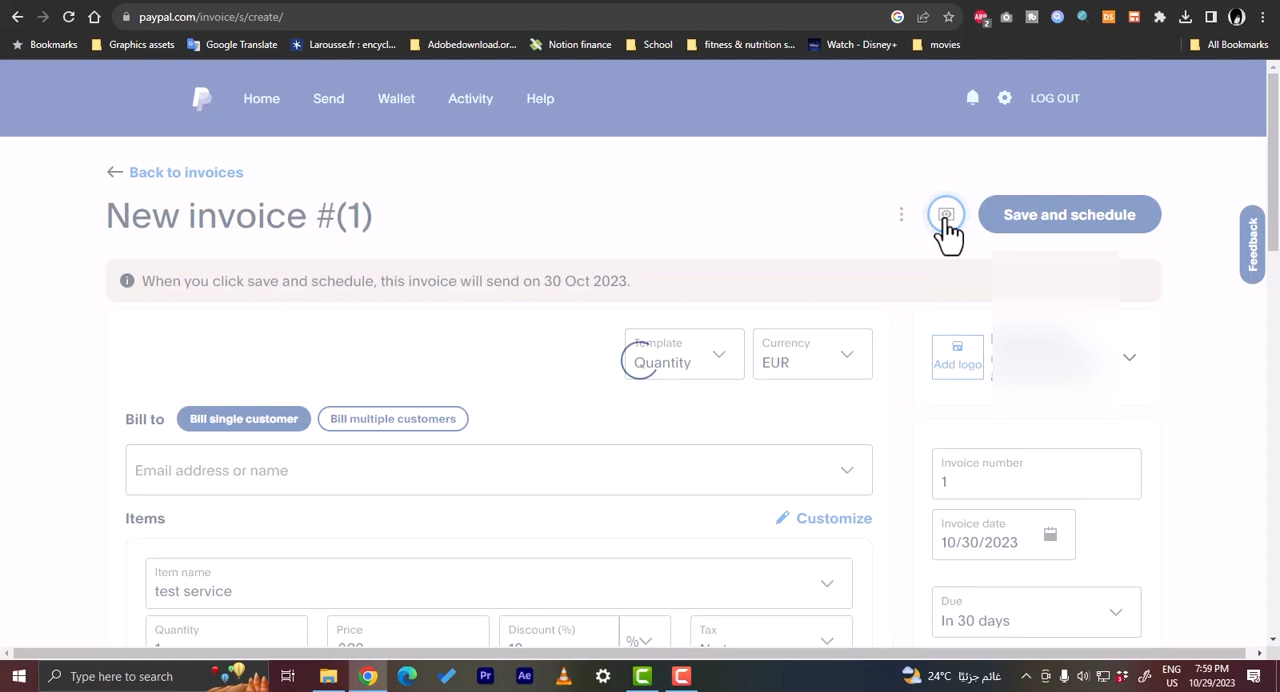 paypal.com/invoice/s/create/
Bookmarks Graphics assets Google Translate Larousse.fr : encycl... Adobedownload.or... Notion finance School fitness & nutrition s... Watch - Disney+ movies All Bookmarks
Home Send Wallet Activity Help LOG OUT
Back to invoices
New invoice #(1)
Save and schedule
Feedback
When you click save and schedule, this invoice will send on 30 Oct 2023.
Template
Quantity
Currency
EUR
Add logo
Bill to Bill single customer Bill multiple customers
Email address or name
Invoice number
1
Items Customize
Invoice date
10/30/2023
Item name
test service
Due
In 30 days
Quantity Price Discount (%) % Tax
Type here to search
Pr Ae
24°C عائم جزئيًا
ENG
US
7:59 PM
10/29/2023